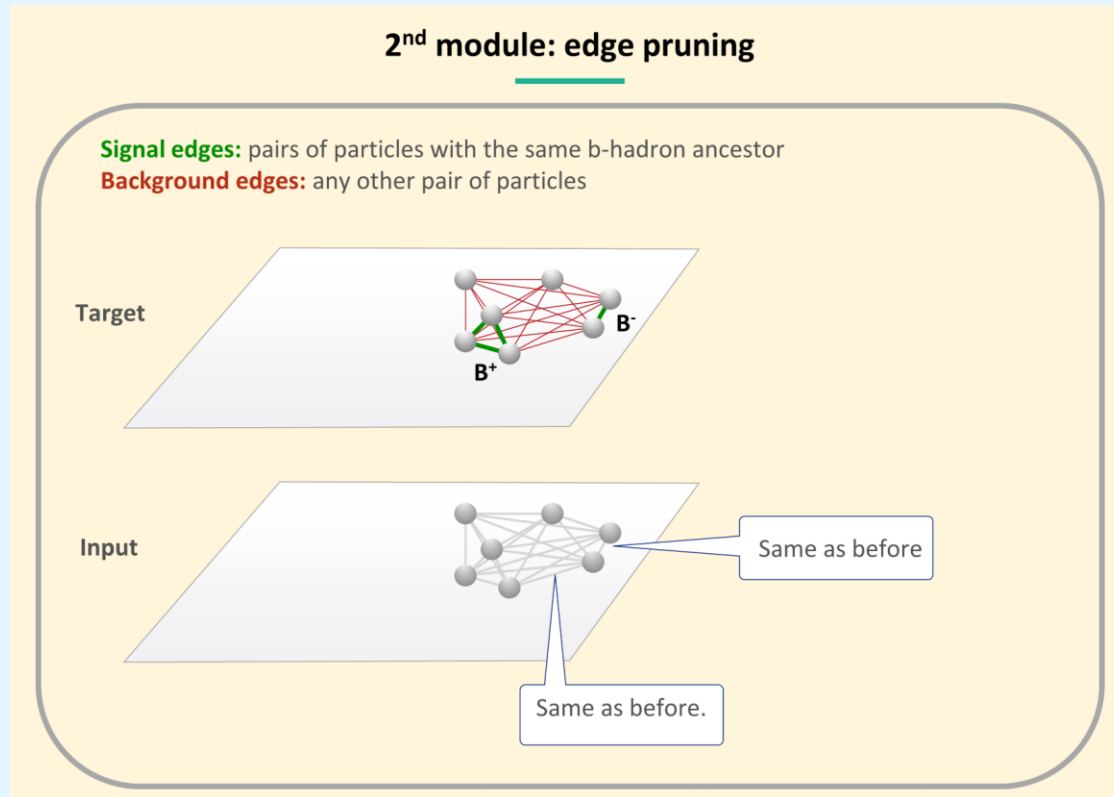 2nd module: edge pruning
Signal edges: pairs of particles with the same b-hadron ancestor
Background edges: any other pair of particles
Target
B-
B+
Input
Same as before
Same as before.